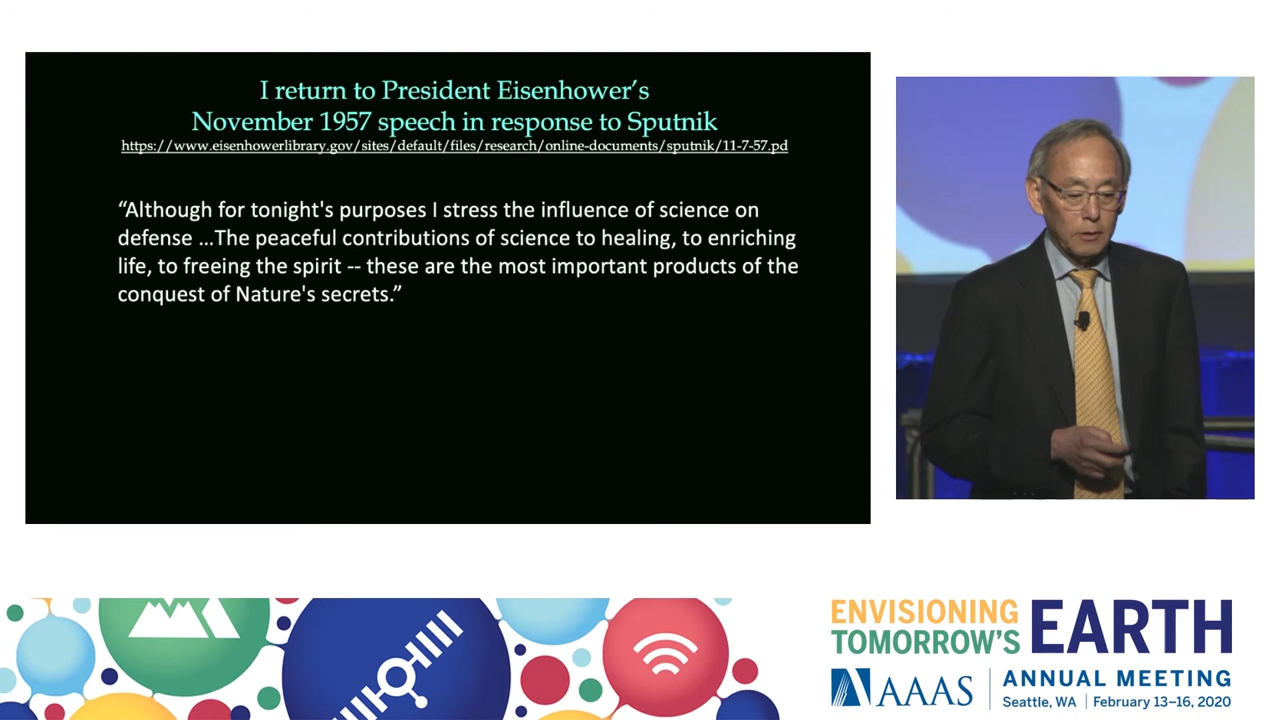 I return to President Eisenhower’s
November 1957 speech in response to Sputnik
https://www.eisenhowerlibrary.gov/sites/default/files/research/online-documents/sputnik/11-7-57.pd
“Although for tonight's purposes I stress the influence of science on
defense ...The peaceful contributions of science to healing, to enriching
life, to freeing the spirit -- these are the most important products of the
conquest of Nature's secrets.”
ENVISIONING
TOMORROW’S
EARTH
AAAS
ANNUAL MEETING
Seattle, WA | February 13–16, 2020